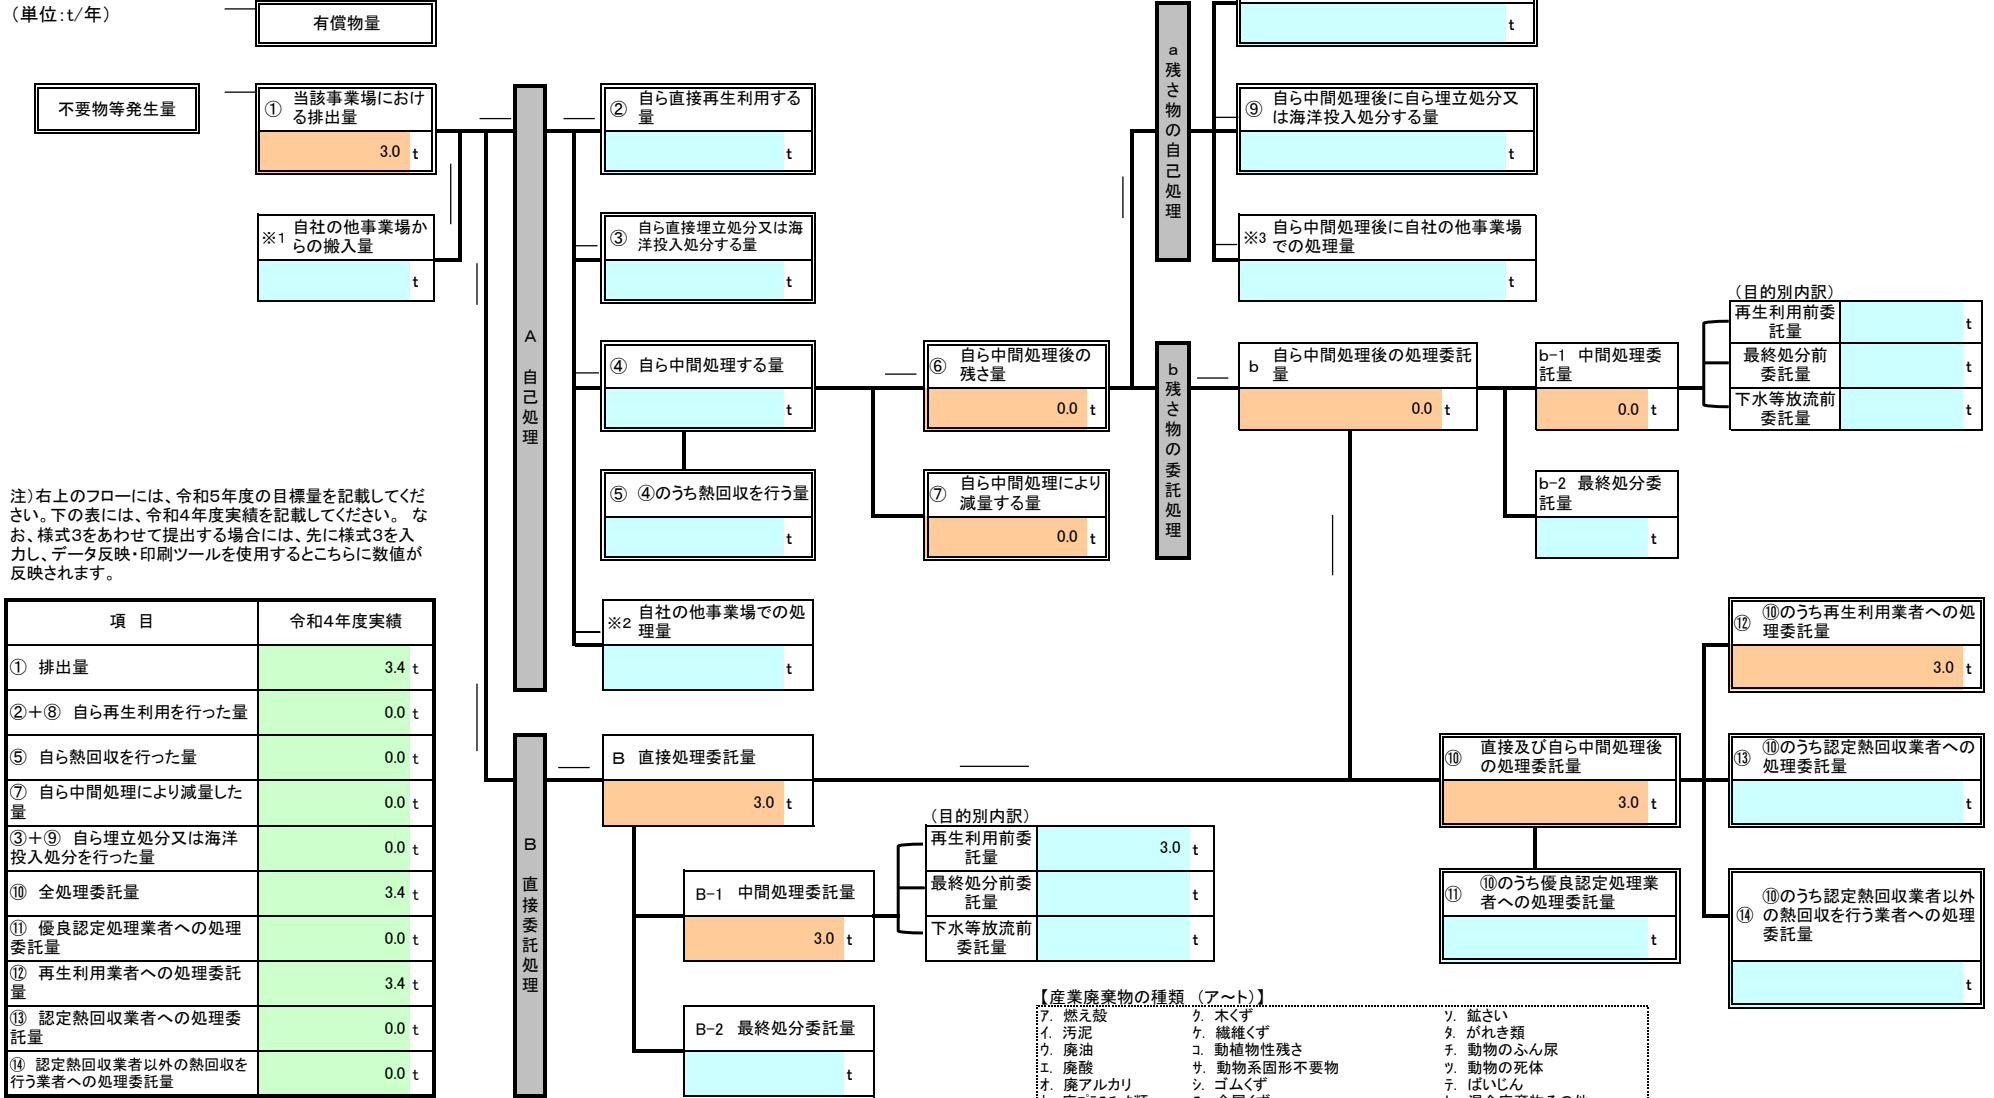 （単位：t/年）
有償物量
不要物等発生量
① 当該事業場におけ
る排出量
3.0 t
※1 自社の他事業場か
らの搬入量
t
A 自己処理
② 自ら直接再生利用する
量
t
③ 自ら直接埋立処分又は海
洋投入処分する量
t
④ 自ら中間処理する量
t
⑤ ④のうち熱回収を行う量
t
※2 自社の他事業場での処
理量
t
⑥ 自ら中間処理後の
残さ量
0.0 t
⑦ 自ら中間処理により
減量する量
0.0 t
a 残さ物の自己処理
t
⑨ 自ら中間処理後に自ら埋立処分又
は海洋投入処分する量
t
※3 自ら中間処理後に自社の他事業場
での処理量
t
b 残さ物の委託処理
b 自ら中間処理後の処理委託
量
0.0 t
b-1 中間処理委
託量
0.0 t
b-2 最終処分委
託量
t
（目的別内訳）
再生利用前委
託量 t
最終処分前
委託量 t
下水等放流前
委託量 t
注）右上のフローには、令和5年度の目標量を記載してくだ
さい。下の表には、令和4年度実績を記載してください。 な
お、様式3をあわせて提出する場合には、先に様式3を入
力し、データ反映・印刷ツールを使用するとこちらに数値が
反映されます。
項 目 令和4年度実績
① 排出量 3.4 t
②＋⑧ 自ら再生利用を行った量 0.0 t
⑤ 自ら熱回収を行った量 0.0 t
⑦ 自ら中間処理により減量した
量 0.0 t
③＋⑨ 自ら埋立処分又は海洋
投入処分を行った量 0.0 t
⑩ 全処理委託量 3.4 t
⑪ 優良認定処理業者への処理
委託量 0.0 t
⑫ 再生利用業者への処理委託
量 3.4 t
⑬ 認定熱回収業者への処理委
託量 0.0 t
⑭ 認定熱回収業者以外の熱回収を
行う業者への処理委託量 0.0 t
B 直接委託処理
B 直接処理委託量
3.0 t
B-1 中間処理委託量
3.0 t
B-2 最終処分委託量
t
（目的別内訳）
再生利用前委
託量 3.0 t
最終処分前委
託量 t
下水等放流前
委託量 t
⑩ 直接及び自ら中間処理後
の処理委託量
3.0 t
⑪ ⑩のうち優良認定処理業
者への処理委託量
t
⑫ ⑩のうち再生利用業者への処
理委託量
3.0 t
⑬ ⑩のうち認定熱回収業者への
処理委託量
t
⑭ ⑩のうち認定熱回収業者以外
の熱回収を行う業者への処理
委託量
t
【産業廃棄物の種類 （ア～ト）】
ア. 燃え殻 ク. 木くず ソ. 鉱さい
イ. 汚泥 ケ. 繊維くず タ. がれき類
ウ. 廃油 コ. 動植物性残さ チ. 動物のふん尿
エ. 廃酸 サ. 動物系固形不要物 ツ. 動物の死体
オ. 廃アルカリ シ. ゴムくず テ. ばいじん